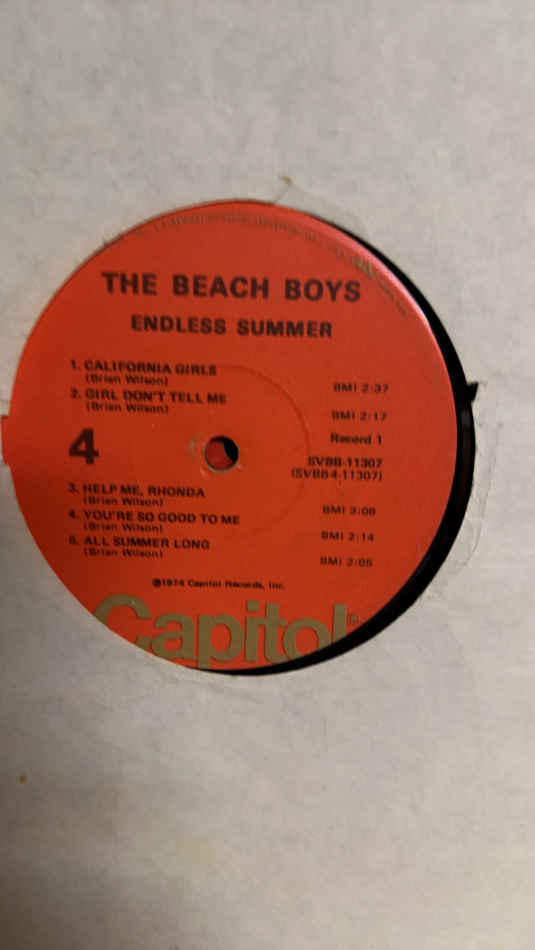 THE BEACH BOYS
ENDLESS SUMMER
1. CALIFORNIA GIRLS
(Brian Wilson)
BMI 2:37
2. GIRL DON'T TELL ME
(Brian Wilson)
BMI 2:17
4
Record 1
SVBB-11307
(SVBB4-11307)
3. HELP ME, RHONDA
(Brian Wilson)
BMI 3:08
4. YOU'RE SO GOOD TO ME
(Brian Wilson)
BMI 2:14
5. ALL SUMMER LONG
(Brian Wilson)
BMI 2:05
℗1974 Capitol Records, Inc.
Capitol®